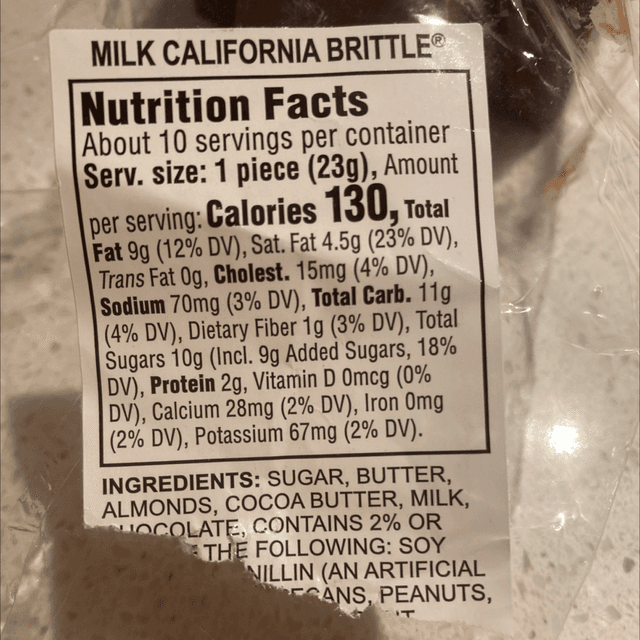 MILK CALIFORNIA BRITTLE®
Nutrition Facts
About 10 servings per container
Serv. size: 1 piece (23g), Amount
per serving: Calories 130, Total
Fat 9g (12% DV), Sat. Fat 4.5g (23% DV),
Trans Fat 0g, Cholest. 15mg (4% DV),
Sodium 70mg (3% DV), Total Carb. 11g
(4% DV), Dietary Fiber 1g (3% DV), Total
Sugars 10g (Incl. 9g Added Sugars, 18%
DV), Protein 2g, Vitamin D 0mcg (0%
DV), Calcium 28mg (2% DV), Iron 0mg
(2% DV), Potassium 67mg (2% DV).
INGREDIENTS: SUGAR, BUTTER,
ALMONDS, COCOA BUTTER, MILK,
CONTAINS 2% OR
THE FOLLOWING: SOY
(AN ARTIFICIAL
PEANUTS,